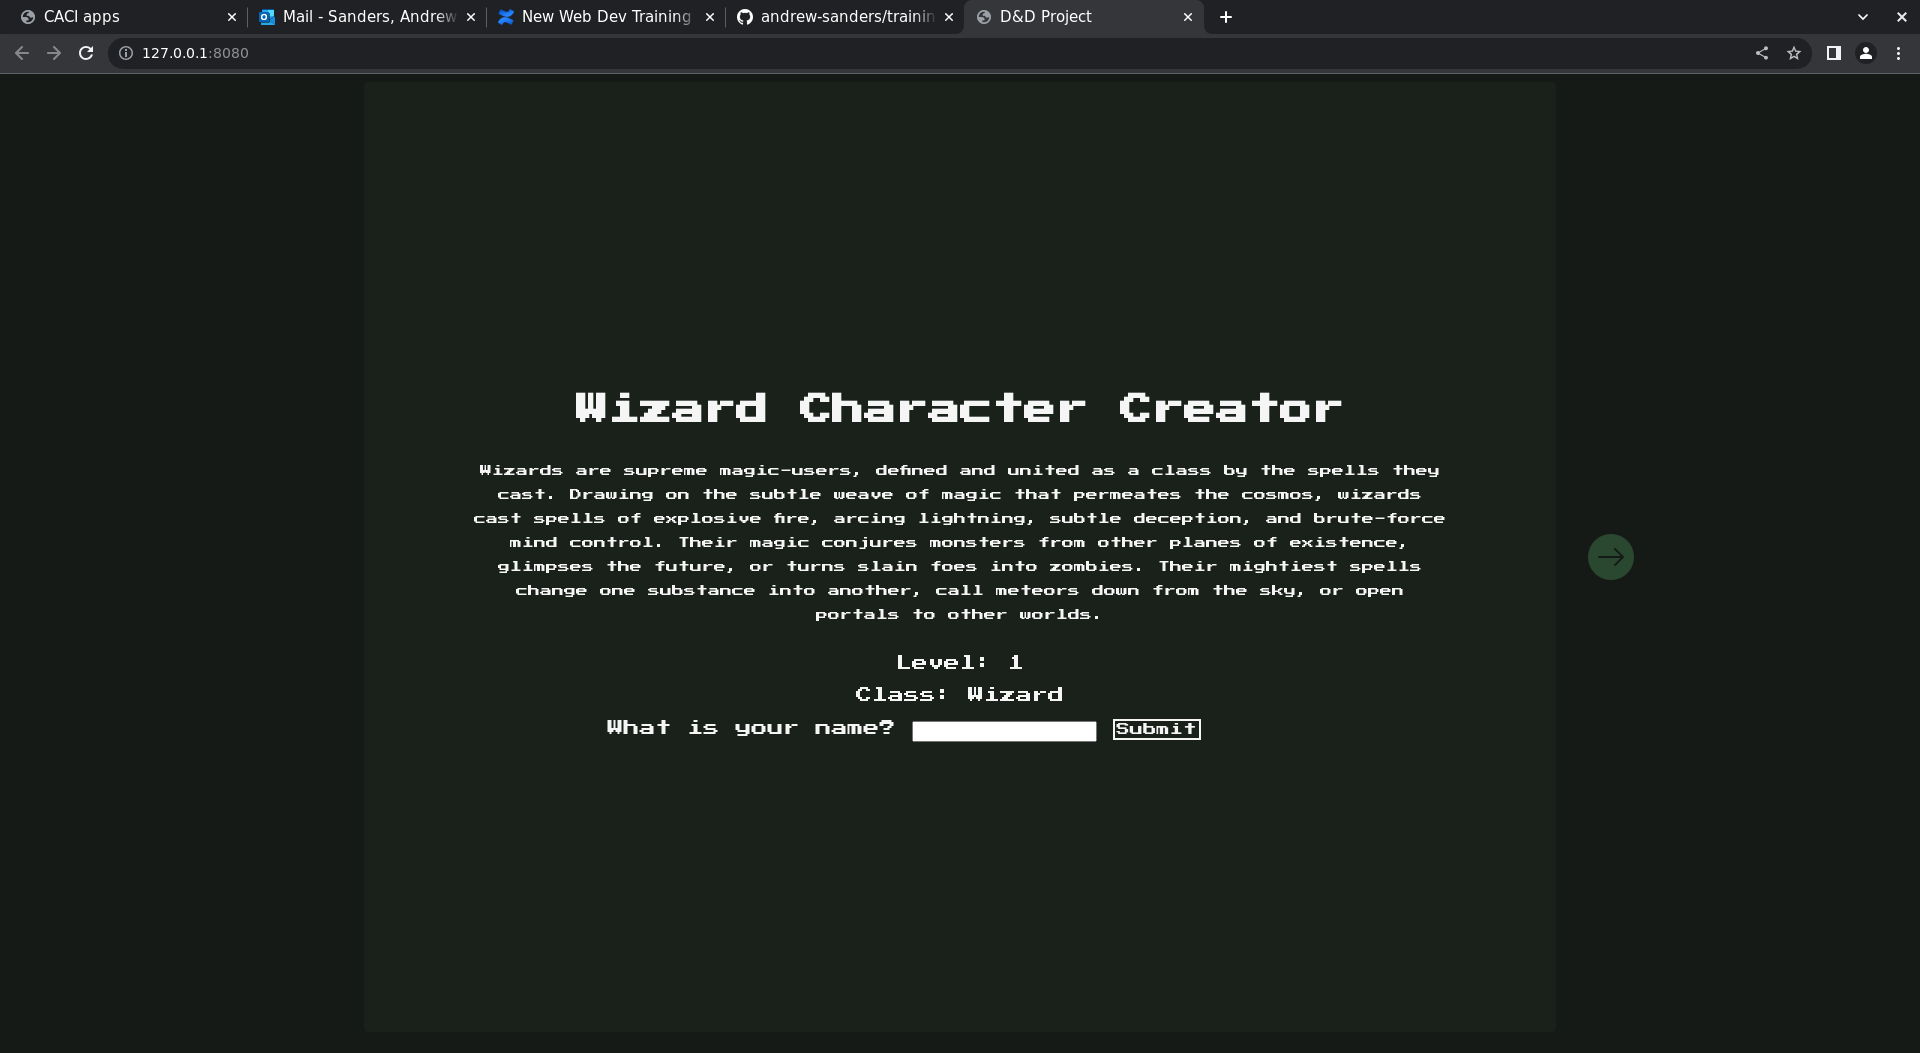 CACI apps
Mail - Sanders, Andrew
New Web Dev Training
andrew-sanders/trainin
D&D Project
127.0.0.1:8080
Wizard Character Creator
Wizards are supreme magic-users, defined and united as a class by the spells they
cast. Drawing on the subtle weave of magic that permeates the cosmos, wizards
cast spells of explosive fire, arcing lightning, subtle deception, and brute-force
mind control. Their magic conjures monsters from other planes of existence,
glimpses the future, or turns slain foes into zombies. Their mightiest spells
change one substance into another, call meteors down from the sky, or open
portals to other worlds.
Level: 1
Class: Wizard
What is your name? Submit